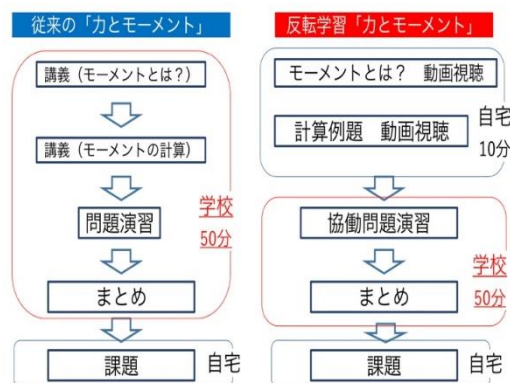 従来の「力とモーメント」
講義（モーメントとは？）
講義（モーメントの計算）
問題演習
学校
50分
まとめ
課題
自宅
反転学習「力とモーメント」
モーメントとは？ 動画視聴
計算例題 動画視聴
自宅
10分
協働問題演習
学校
50分
まとめ
課題
自宅